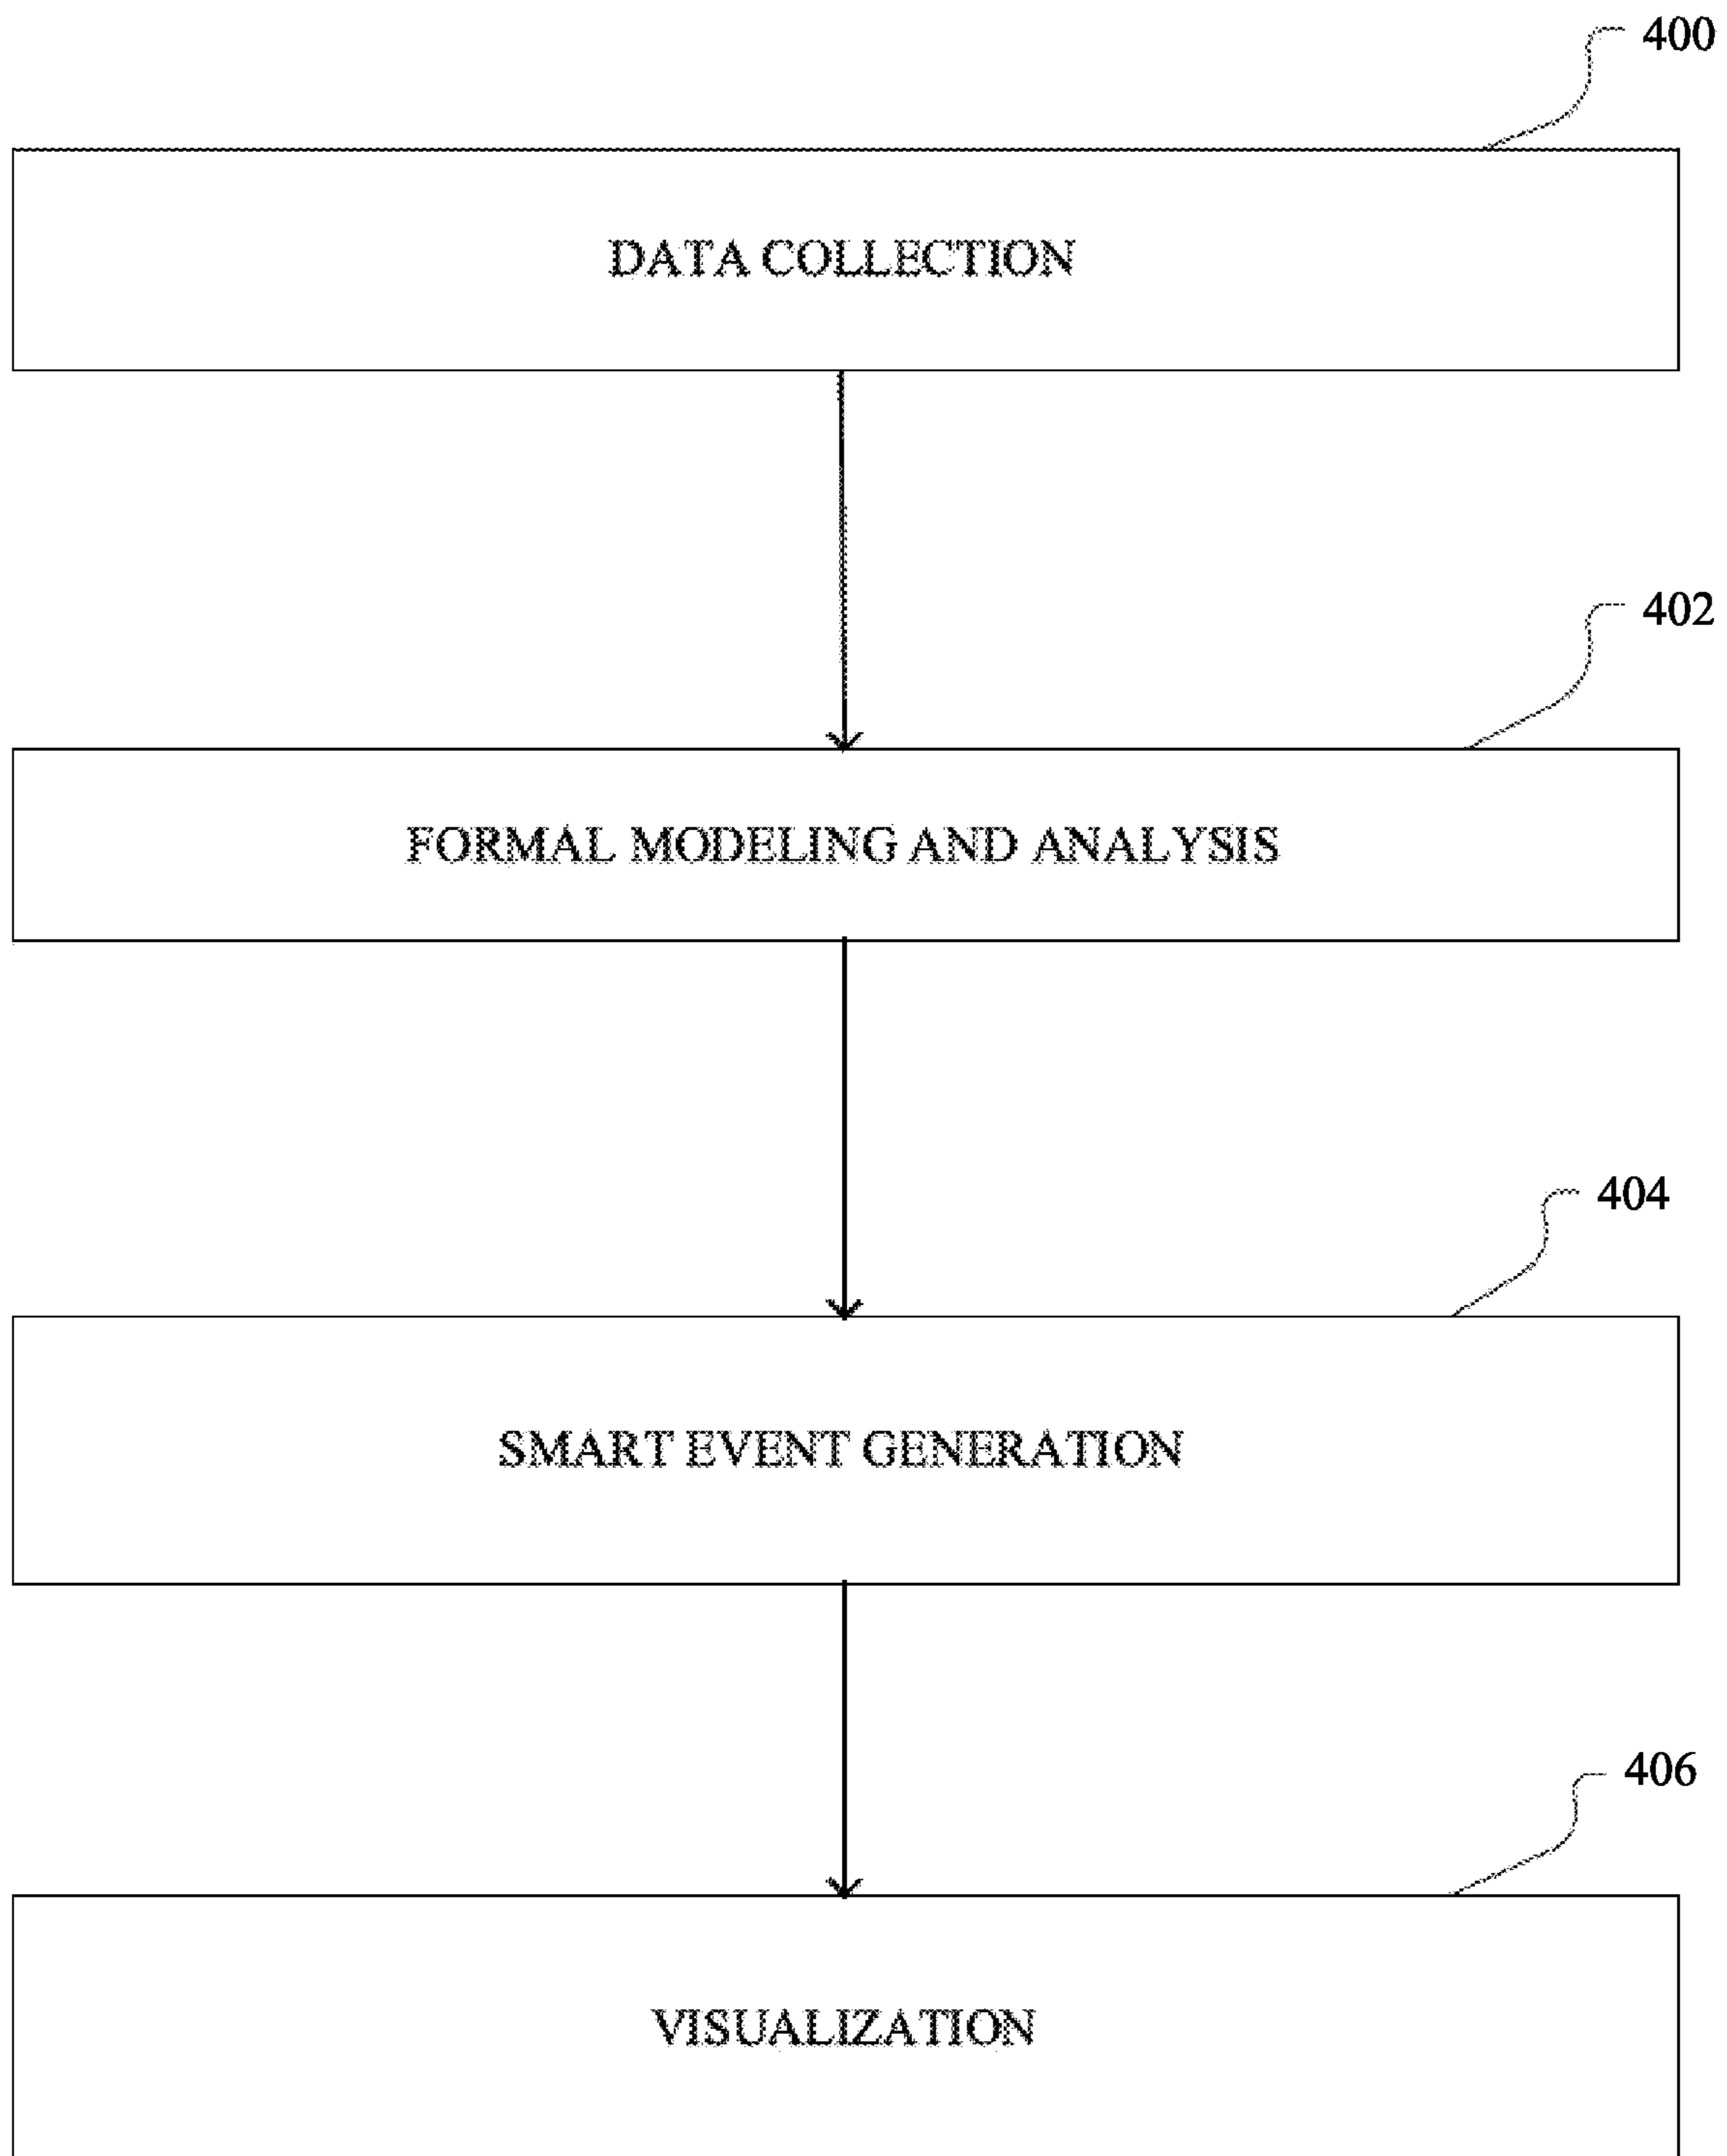 400
DATA COLLECTION
402
FORMAL MODELING AND ANALYSIS
404
SMART EVENT GENERATION
406
VISUALIZATION